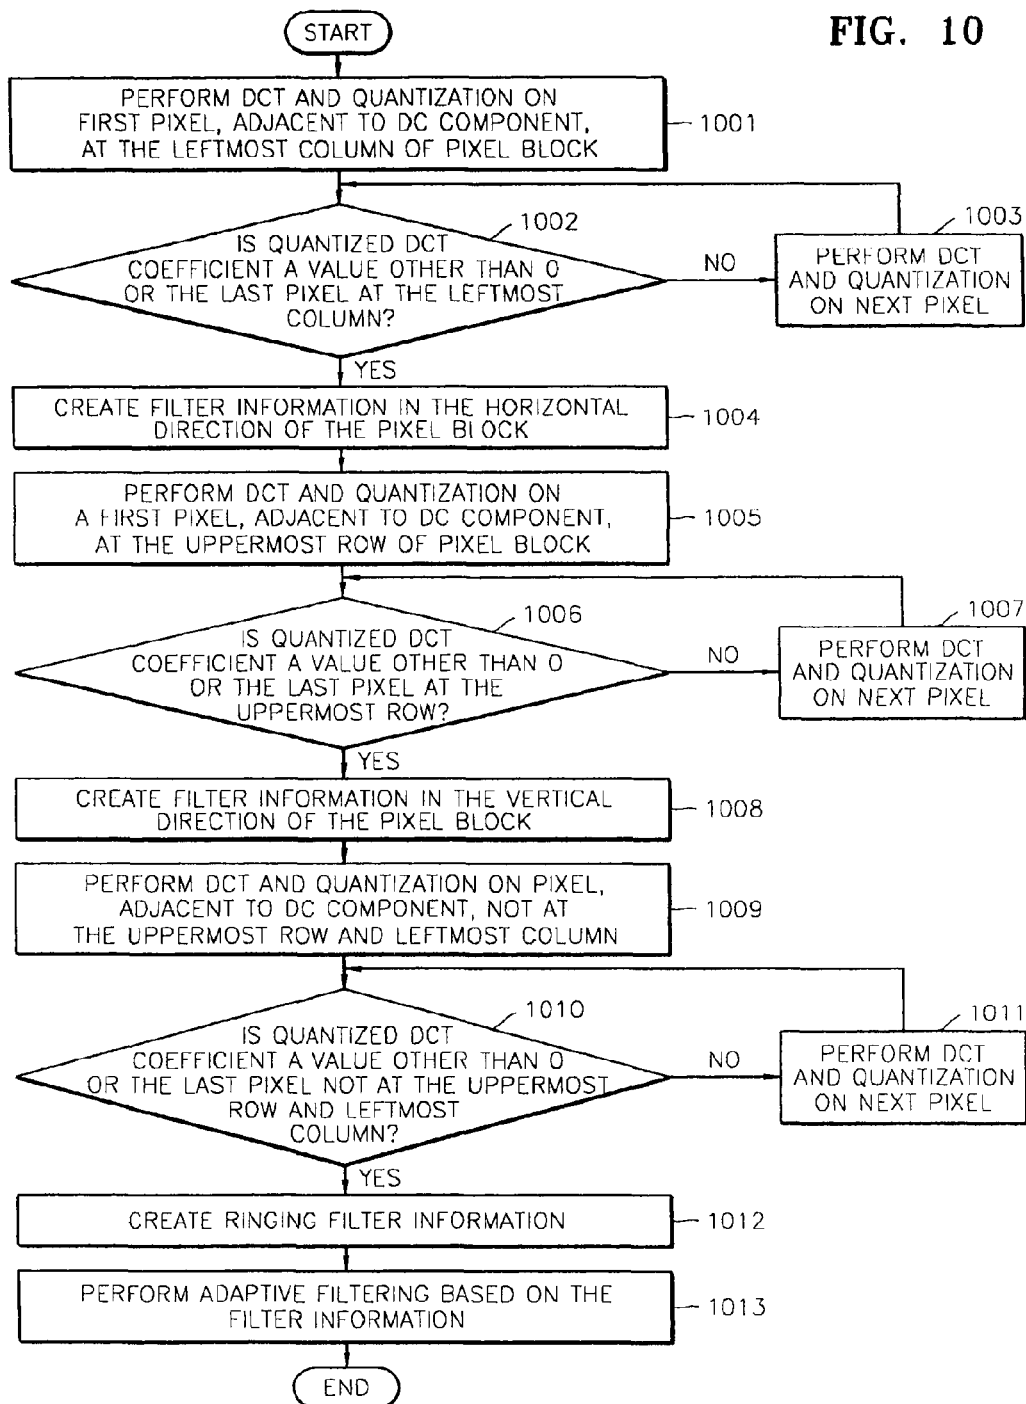 FIG. 10
START
PERFORM DCT AND QUANTIZATION ON
FIRST PIXEL, ADJACENT TO DC COMPONENT,
AT THE LEFTMOST COLUMN OF PIXEL BLOCK
1001
1002
IS QUANTIZED DCT
COEFFICIENT A VALUE OTHER THAN 0
OR THE LAST PIXEL AT THE LEFTMOST
COLUMN?
NO
1003
PERFORM DCT
AND QUANTIZATION
ON NEXT PIXEL
YES
CREATE FILTER INFORMATION IN THE HORIZONTAL
DIRECTION OF THE PIXEL BLOCK
1004
PERFORM DCT AND QUANTIZATION ON
A FIRST PIXEL, ADJACENT TO DC COMPONENT,
AT THE UPPERMOST ROW OF PIXEL BLOCK
1005
1006
IS QUANTIZED DCT
COEFFICIENT A VALUE OTHER THAN 0
OR THE LAST PIXEL AT THE
UPPERMOST ROW?
NO
1007
PERFORM DCT
AND QUANTIZATION
ON NEXT PIXEL
YES
CREATE FILTER INFORMATION IN THE VERTICAL
DIRECTION OF THE PIXEL BLOCK
1008
PERFORM DCT AND QUANTIZATION ON PIXEL,
ADJACENT TO DC COMPONENT, NOT AT
THE UPPERMOST ROW AND LEFTMOST COLUMN
1009
1010
IS QUANTIZED DCT
COEFFICIENT A VALUE OTHER THAN 0
OR THE LAST PIXEL NOT AT THE UPPERMOST
ROW AND LEFTMOST
COLUMN?
NO
1011
PERFORM DCT
AND QUANTIZATION
ON NEXT PIXEL
YES
CREATE RINGING FILTER INFORMATION
1012
PERFORM ADAPTIVE FILTERING BASED ON THE
FILTER INFORMATION
1013
END